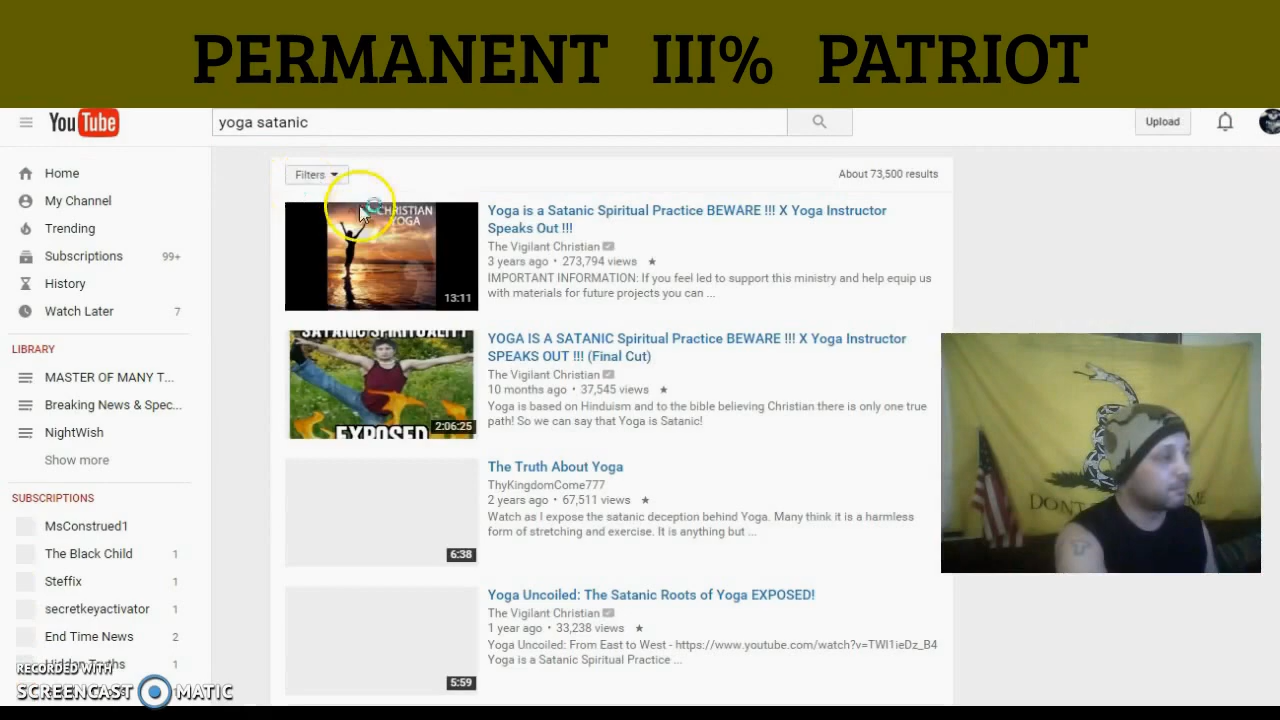 PERMANENT III% PATRIOT
YouTube
yoga satanic
Upload
Home
My Channel
Trending
Subscriptions 99+
History
Watch Later 7
LIBRARY
MASTER OF MANY T...
Breaking News & Spec...
NightWish
Show more
SUBSCRIPTIONS
MsConstrued1
The Black Child 1
Steffix 1
secretkeyactivator 1
End Time News 2
Hidden Truths 1
Filters
About 73,500 results
CHRISTIAN
YOGA
13:11
Yoga is a Satanic Spiritual Practice BEWARE !!! X Yoga Instructor
Speaks Out !!!
The Vigilant Christian
3 years ago • 273,794 views
IMPORTANT INFORMATION: If you feel led to support this ministry and help equip us
with materials for future projects you can ...
SATANIC SPIRITUALITY
EXPOSED
2:06:25
YOGA IS A SATANIC Spiritual Practice BEWARE !!! X Yoga Instructor
SPEAKS OUT !!! (Final Cut)
The Vigilant Christian
10 months ago • 37,545 views
Yoga is based on Hinduism and to the bible believing Christian there is only one true
path! So we can say that Yoga is Satanic!
6:38
The Truth About Yoga
ThyKingdomCome777
2 years ago • 67,511 views
Watch as I expose the satanic deception behind Yoga. Many think it is a harmless
form of stretching and exercise. It is anything but ...
5:59
Yoga Uncoiled: The Satanic Roots of Yoga EXPOSED!
The Vigilant Christian
1 year ago • 33,238 views
Yoga Uncoiled: From East to West - https://www.youtube.com/watch?v=TWI1ieDz_B4
Yoga is a Satanic Spiritual Practice ...
DON'T ME
RECORDED WITH
SCREENCAST MATIC